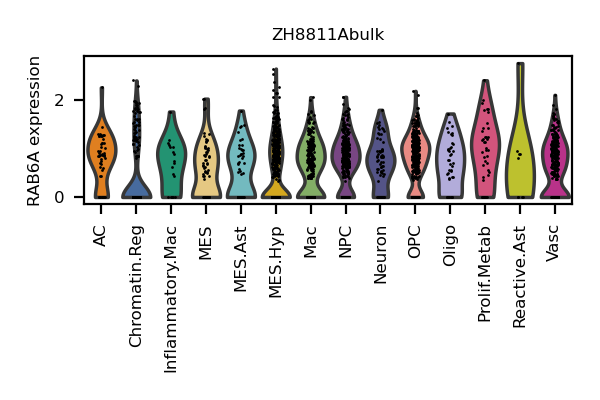 ZH8811Abulk
RAB6A expression
2
0
AC
Chromatin.Reg
Inflammatory.Mac
MES
MES.Ast
MES.Hyp
Mac
NPC
Neuron
OPC
Oligo
Prolif.Metab
Reactive.Ast
Vasc